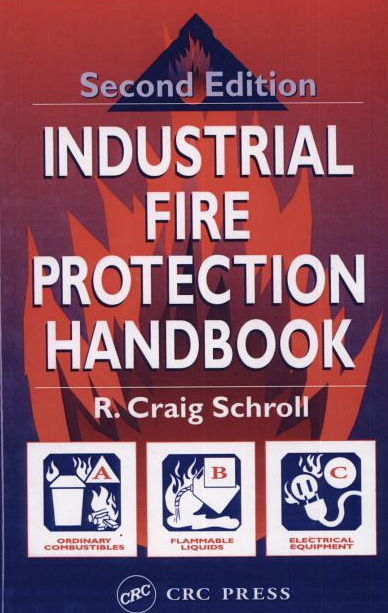 Second Edition
INDUSTRIAL
FIRE
PROTECTION
HANDBOOK
R. Craig Schroll
A
B
C
ORDINARY
COMBUSTIBLES
FLAMMABLE
LIQUIDS
ELECTRICAL
EQUIPMENT
CRC
CRC PRESS